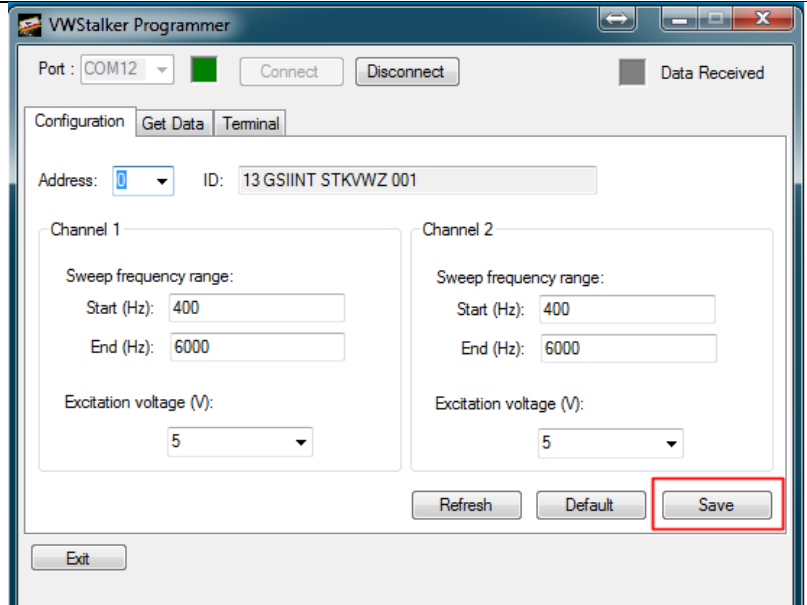 VWStalker Programmer
Port : COM12 Connect Disconnect Data Received
Configuration Get Data Terminal
Address: 0 ID: 13 GSIINT STKVWZ 001
Channel 1 Channel 2
Sweep frequency range: Sweep frequency range:
Start (Hz): 400 Start (Hz): 400
End (Hz): 6000 End (Hz): 6000
Excitation voltage (V): Excitation voltage (V):
5 5
Refresh Default Save
Exit